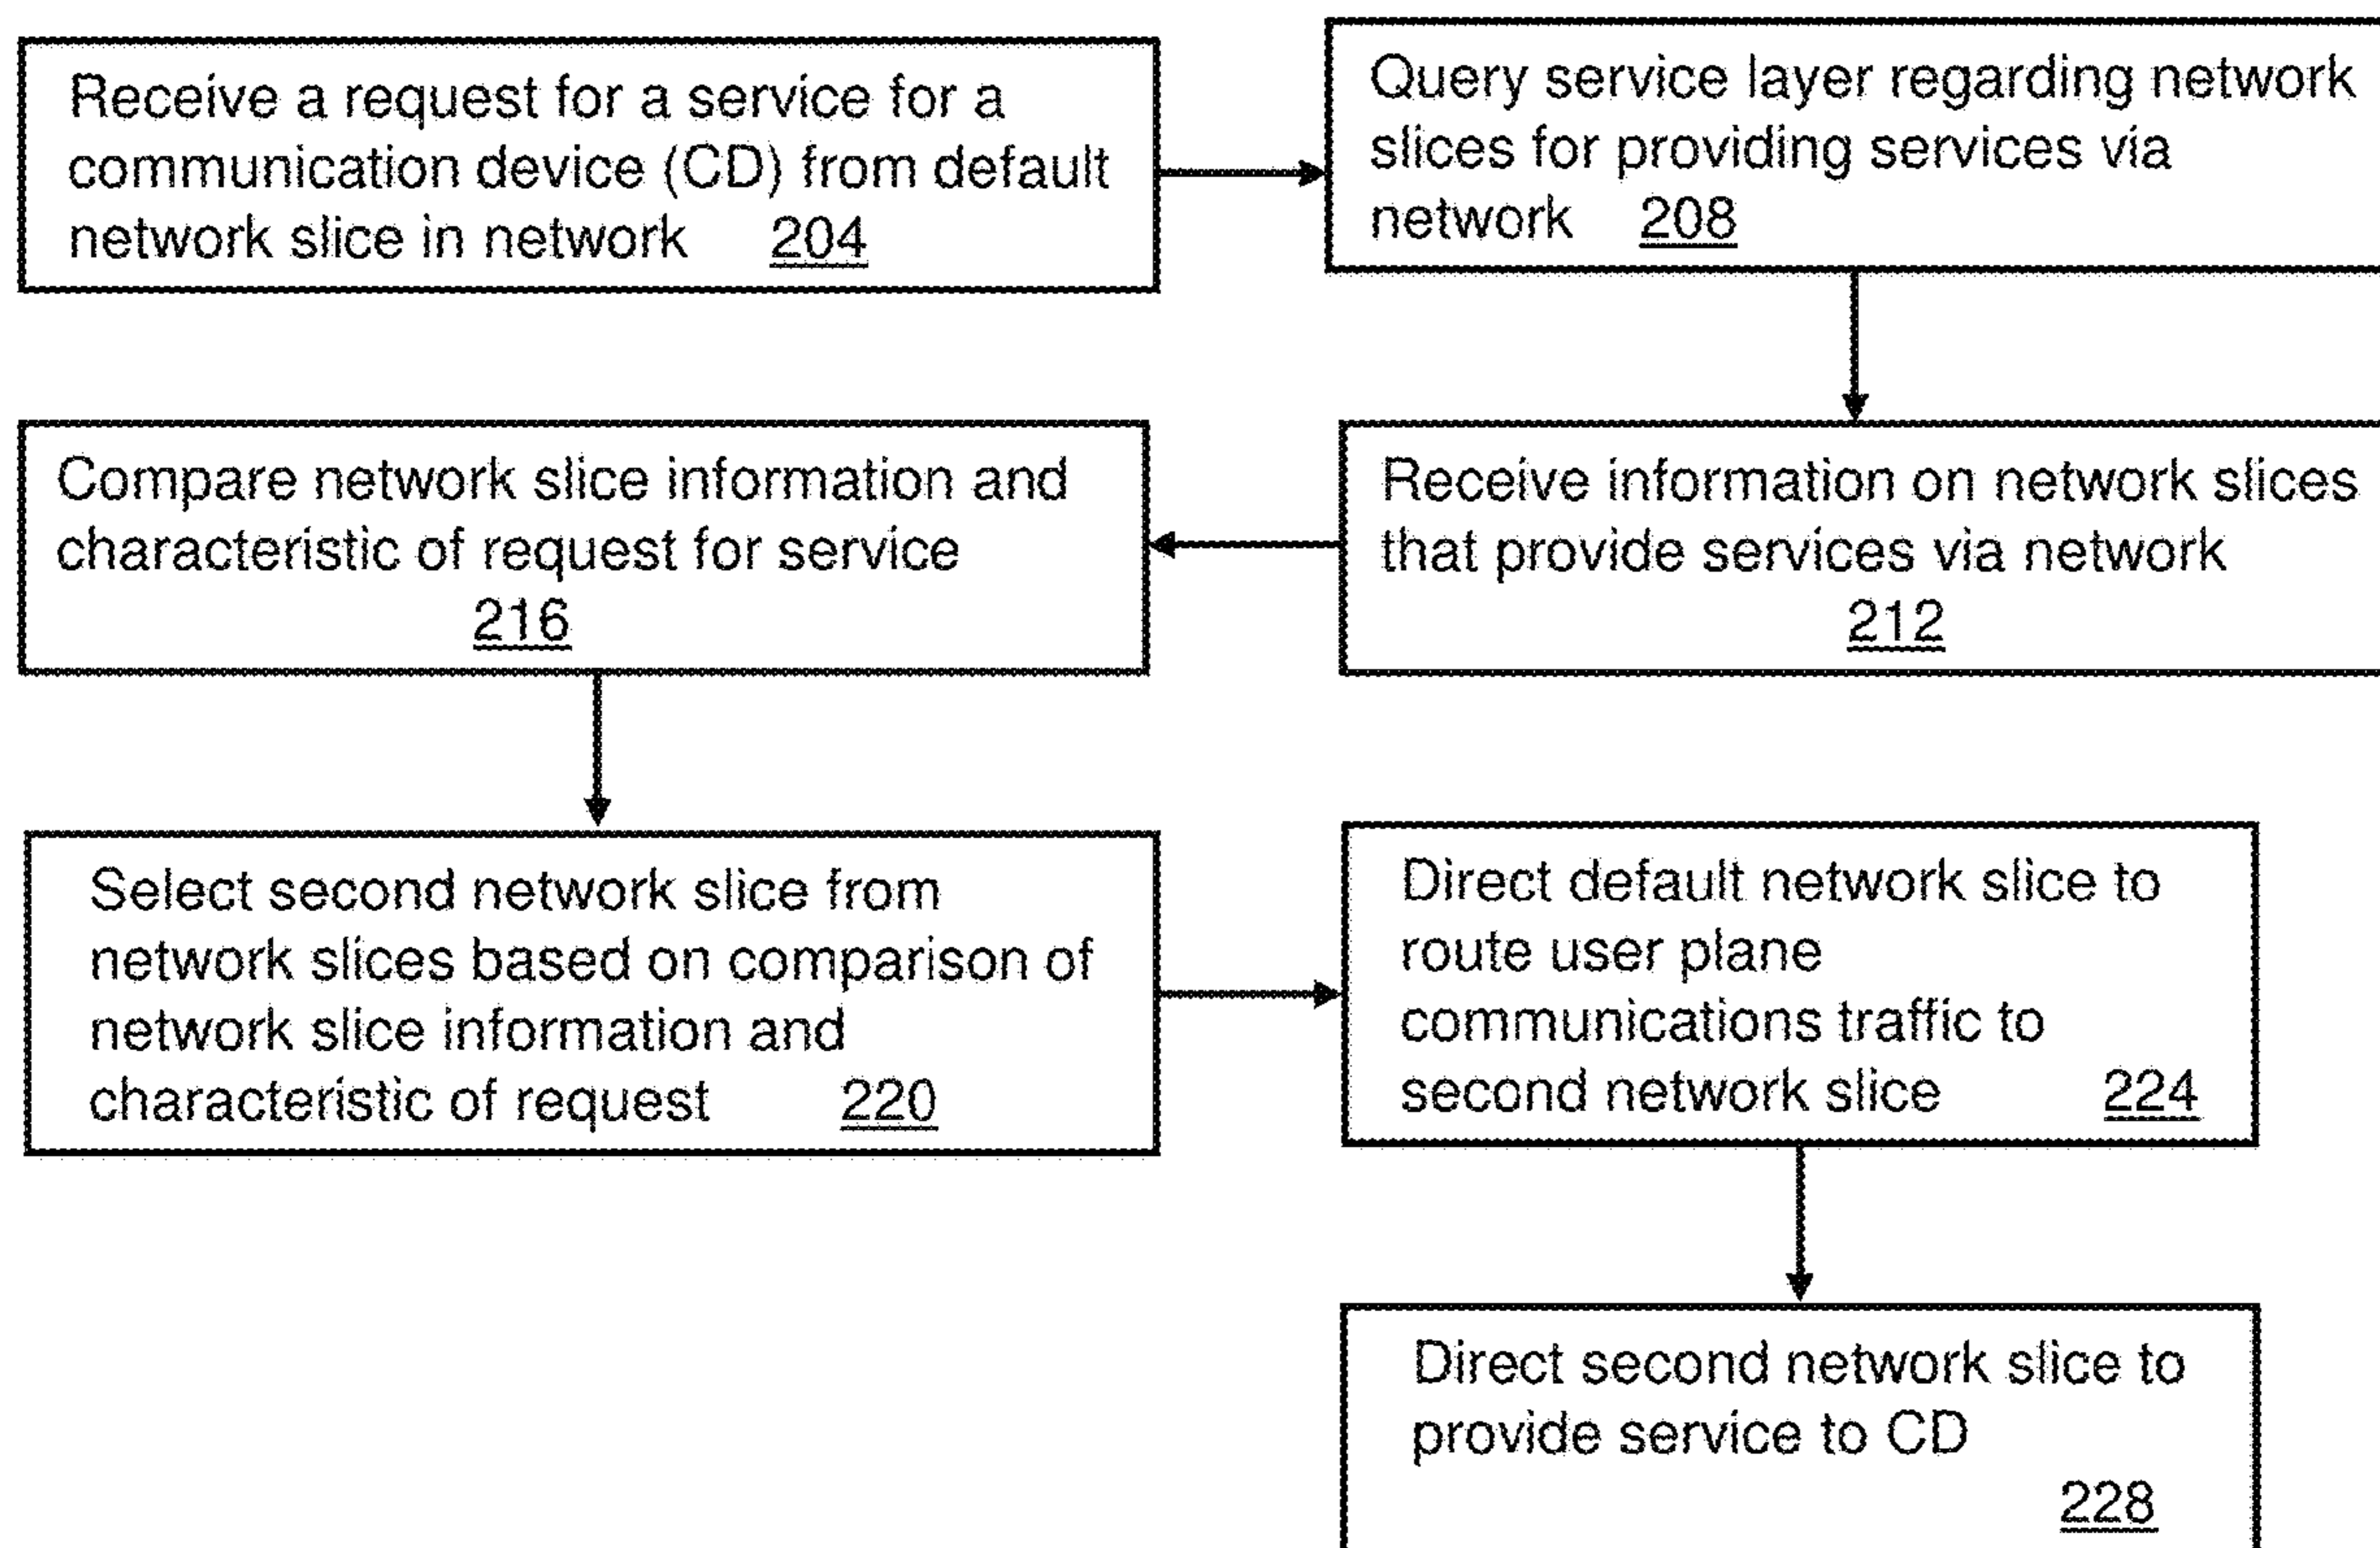 Receive a request for a service for a
communication device (CD) from default
network slice in network 204
Query service layer regarding network
slices for providing services via
network 208
Receive information on network slices
that provide services via network
212
Compare network slice information and
characteristic of request for service
216
Select second network slice from
network slices based on comparison of
network slice information and
characteristic of request 220
Direct default network slice to
route user plane
communications traffic to
second network slice 224
Direct second network slice to
provide service to CD
228